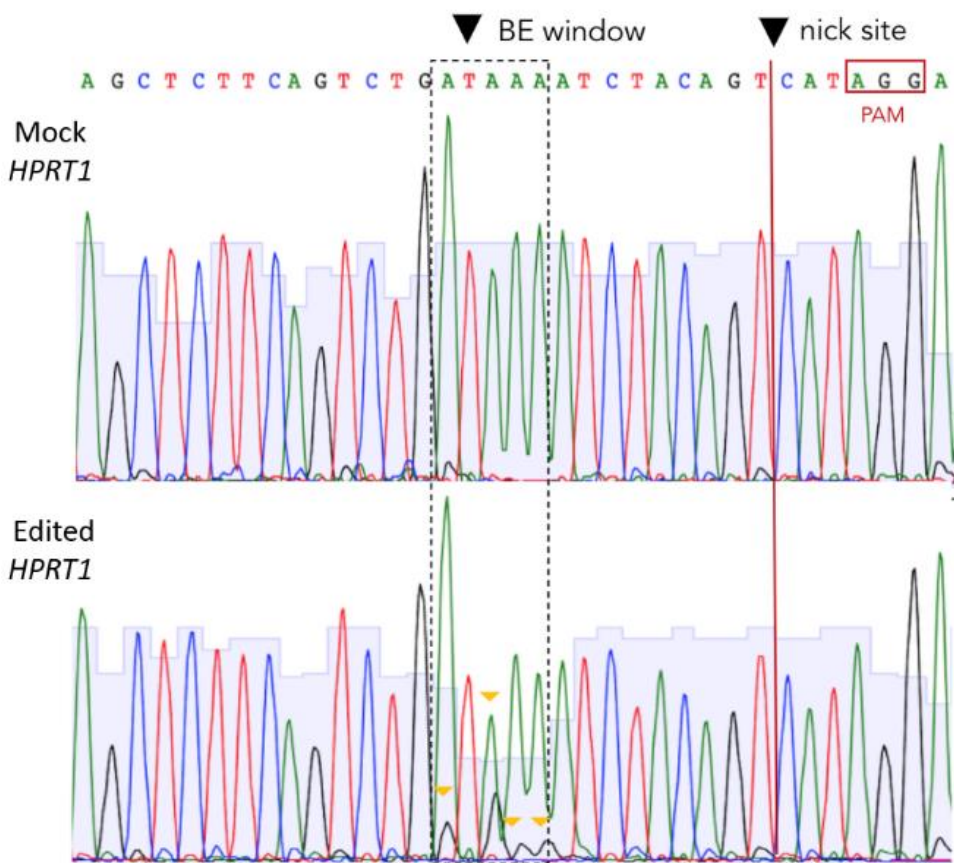 BE window
nick site
A G C T C T T C A G T C T G A T A A A A T C T A C A G T C A T A G G A
PAM
Mock
HPRT1
Edited
HPRT1